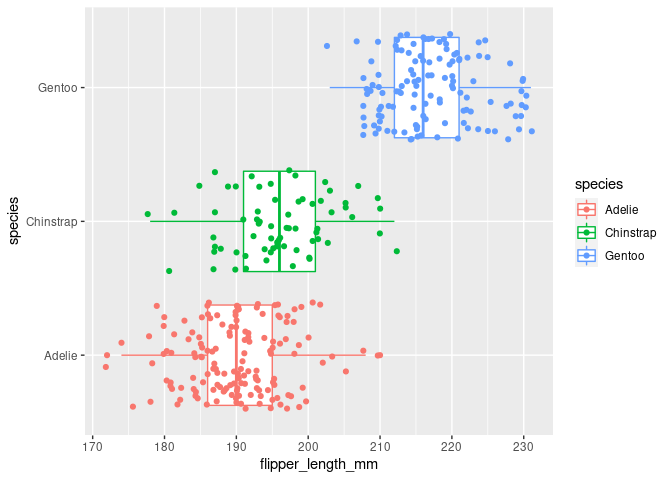 species
Gentoo
Chinstrap
Adelie
170 180 190 200 210 220 230
flipper_length_mm
species
Adelie
Chinstrap
Gentoo